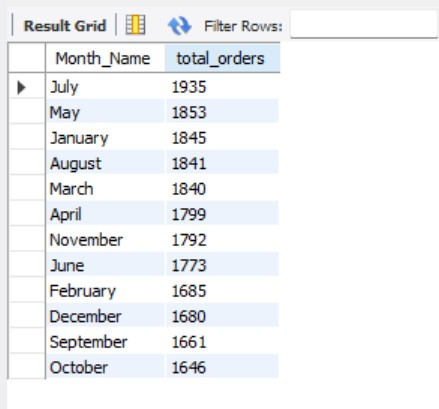 Result Grid Filter Rows:
Month_Name total_orders
July 1935
May 1853
January 1845
August 1841
March 1840
April 1799
November 1792
June 1773
February 1685
December 1680
September 1661
October 1646